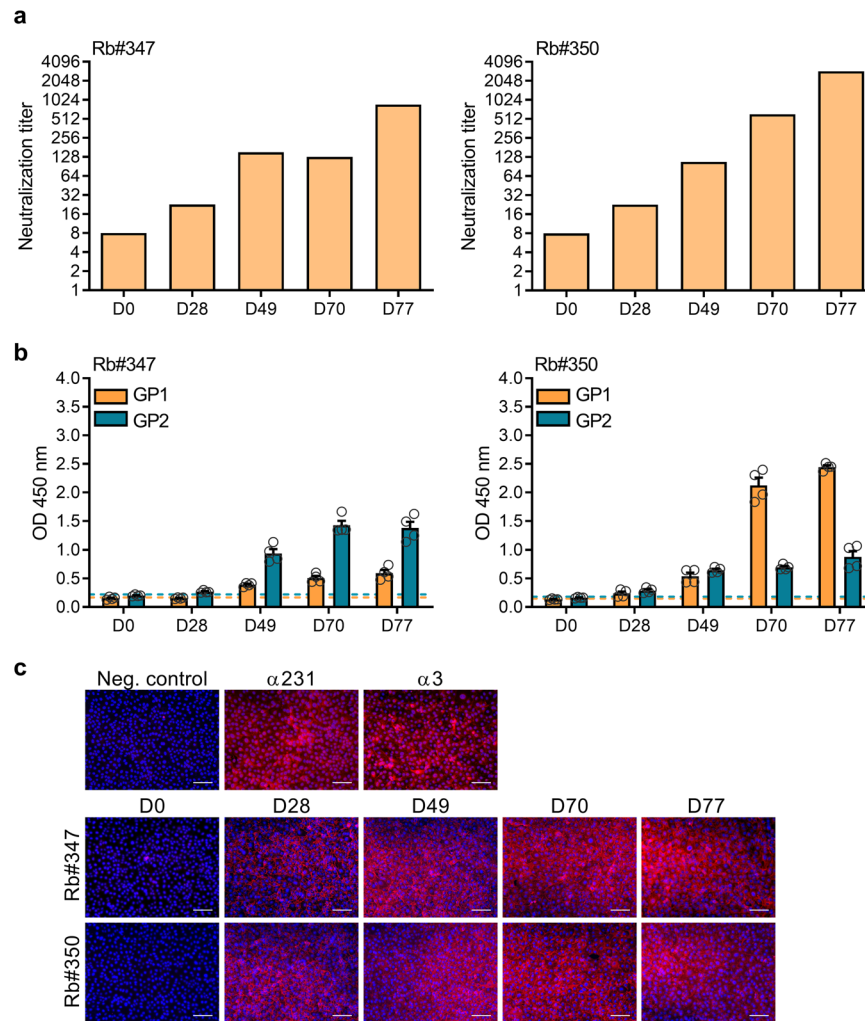 a
Rb#347
Neutralization titer
4096
2048
1024
512
256
128
64
32
16
8
4
2
1
D0 D28 D49 D70 D77
Rb#350
Neutralization titer
4096
2048
1024
512
256
128
64
32
16
8
4
2
1
D0 D28 D49 D70 D77
b
Rb#347
GP1
GP2
OD 450 nm
4.0
3.5
3.0
2.5
2.0
1.5
1.0
0.5
0.0
D0 D28 D49 D70 D77
Rb#350
GP1
GP2
OD 450 nm
4.0
3.5
3.0
2.5
2.0
1.5
1.0
0.5
0.0
D0 D28 D49 D70 D77
c
Neg. control α231 α3
D0 D28 D49 D70 D77
Rb#347
Rb#350